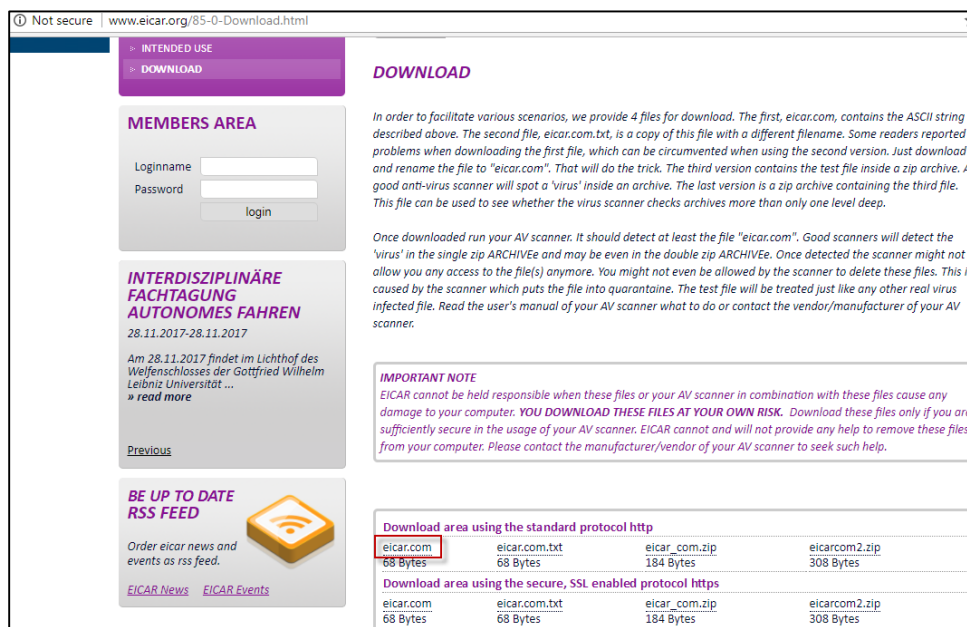 Not secure | www.eicar.org/85-0-Download.html
» INTENDED USE
» DOWNLOAD
MEMBERS AREA
Loginname
Password
login
INTERDISZIPLINÄRE
FACHTAGUNG
AUTONOMES FAHREN
28.11.2017-28.11.2017
Am 28.11.2017 findet im Lichthof des
Welfenschlosses der Gottfried Wilhelm
Leibniz Universität ...
» read more
Previous
BE UP TO DATE
RSS FEED
Order eicar news and
events as rss feed.
EICAR News EICAR Events
DOWNLOAD
In order to facilitate various scenarios, we provide 4 files for download. The first, eicar.com, contains the ASCII string
described above. The second file, eicar.com.txt, is a copy of this file with a different filename. Some readers reported
problems when downloading the first file, which can be circumvented when using the second version. Just download
and rename the file to "eicar.com". That will do the trick. The third version contains the test file inside a zip archive. A
good anti-virus scanner will spot a 'virus' inside an archive. The last version is a zip archive containing the third file.
This file can be used to see whether the virus scanner checks archives more than only one level deep.
Once downloaded run your AV scanner. It should detect at least the file "eicar.com". Good scanners will detect the
'virus' in the single zip ARCHIVEe and may be even in the double zip ARCHIVEe. Once detected the scanner might not
allow you any access to the file(s) anymore. You might not even be allowed by the scanner to delete these files. This i
caused by the scanner which puts the file into quarantaine. The test file will be treated just like any other real virus
infected file. Read the user's manual of your AV scanner what to do or contact the vendor/manufacturer of your AV
scanner.
IMPORTANT NOTE
EICAR cannot be held responsible when these files or your AV scanner in combination with these files cause any
damage to your computer. YOU DOWNLOAD THESE FILES AT YOUR OWN RISK. Download these files only if you are
sufficiently secure in the usage of your AV scanner. EICAR cannot and will not provide any help to remove these files
from your computer. Please contact the manufacturer/vendor of your AV scanner to seek such help.
Download area using the standard protocol http
eicar.com eicar.com.txt eicar_com.zip eicarcom2.zip
68 Bytes 68 Bytes 184 Bytes 308 Bytes
Download area using the secure, SSL enabled protocol https
eicar.com eicar.com.txt eicar_com.zip eicarcom2.zip
68 Bytes 68 Bytes 184 Bytes 308 Bytes